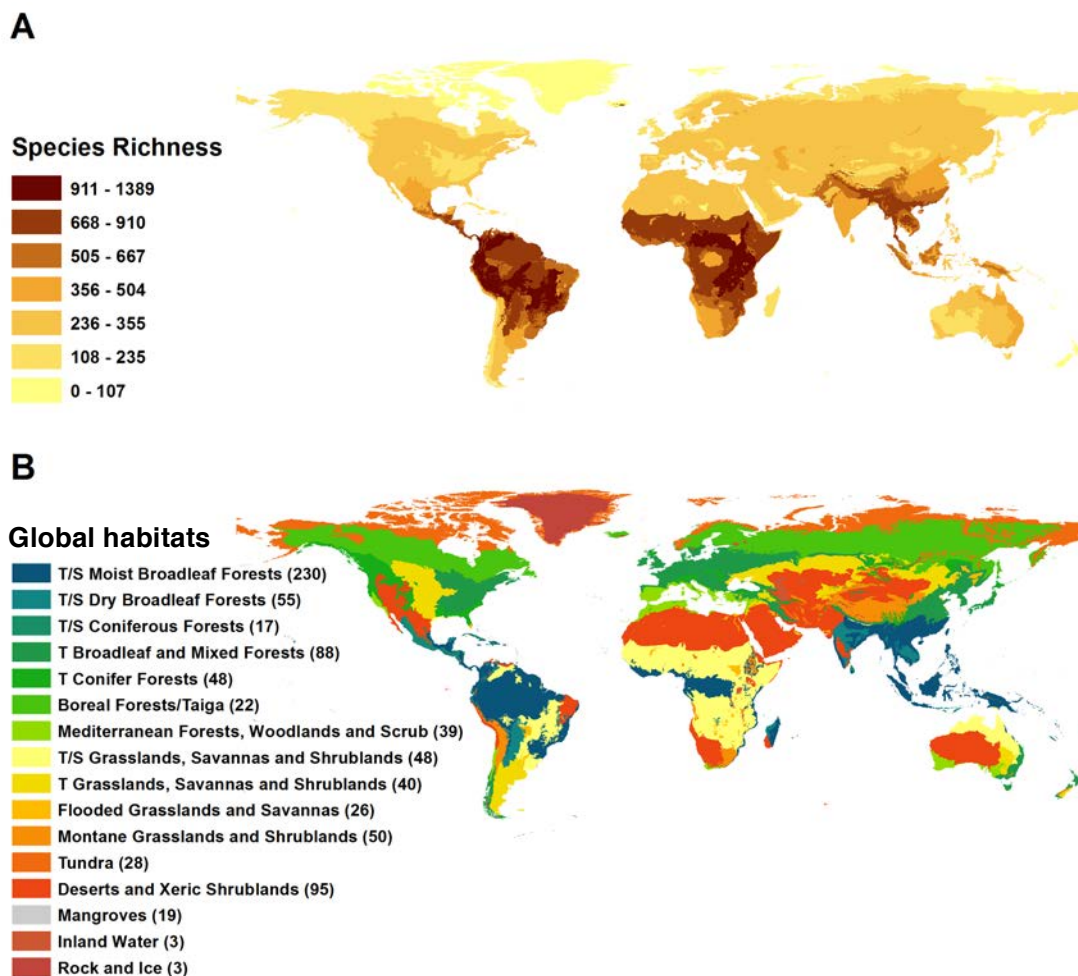 A
Species Richness
911 - 1389
668 - 910
505 - 667
356 - 504
236 - 355
108 - 235
0 - 107
B
Global habitats
T/S Moist Broadleaf Forests (230)
T/S Dry Broadleaf Forests (55)
T/S Coniferous Forests (17)
T Broadleaf and Mixed Forests (88)
T Conifer Forests (48)
Boreal Forests/Taiga (22)
Mediterranean Forests, Woodlands and Scrub (39)
T/S Grasslands, Savannas and Shrublands (48)
T Grasslands, Savannas and Shrublands (40)
Flooded Grasslands and Savannas (26)
Montane Grasslands and Shrublands (50)
Tundra (28)
Deserts and Xeric Shrublands (95)
Mangroves (19)
Inland Water (3)
Rock and Ice (3)